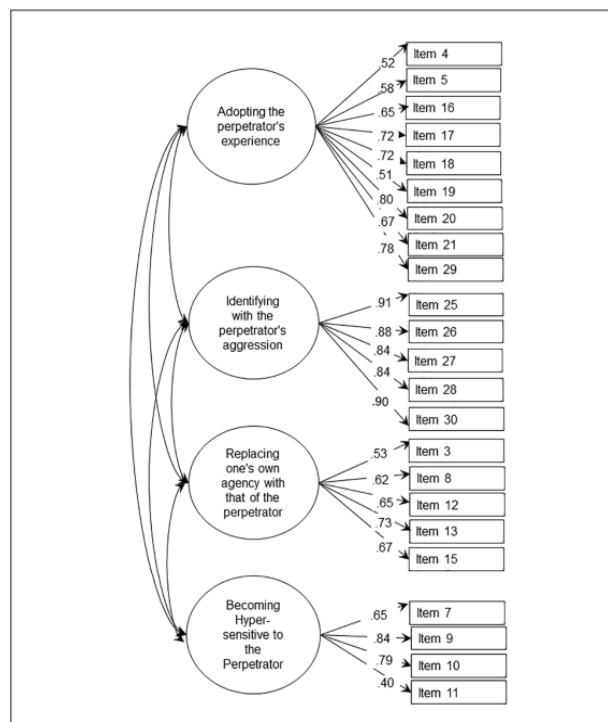 Adopting the
perpetrator's
experience
.52
Item 4
.58
Item 5
.65
Item 16
.72
Item 17
.72
Item 18
.51
Item 19
.80
Item 20
.67
Item 21
.78
Item 29
Identifying
with the
perpetrator's
aggression
.91
Item 25
.88
Item 26
.84
Item 27
.84
Item 28
.90
Item 30
Replacing
one's own
agency with
that of the
perpetrator
.53
Item 3
.62
Item 8
.65
Item 12
.73
Item 13
.67
Item 15
Becoming
Hyper-
sensitive to
the
Perpetrator
.65
Item 7
.84
Item 9
.79
Item 10
.40
Item 11